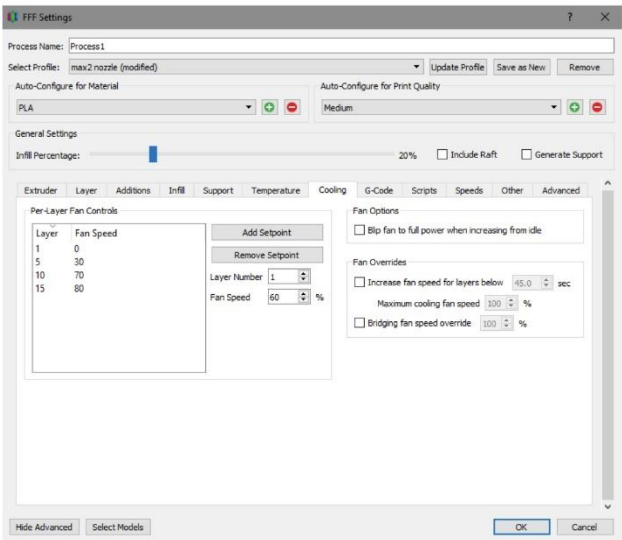 FFF Settings ? ×
Process Name: Process1
Select Profile: max2 nozzle (modified) Update Profile Save as New Remove
Auto-Configure for Material Auto-Configure for Print Quality
PLA Medium
General Settings
Infill Percentage: 20% Include Raft Generate Support
Extruder Layer Additions Infill Support Temperature Cooling G-Code Scripts Speeds Other Advanced
Per-Layer Fan Controls Fan Options
Layer Fan Speed Add Setpoint Blip fan to full power when increasing from idle
1 0
5 30 Remove Setpoint Fan Overrides
10 70 Layer Number 1 Increase fan speed for layers below 45.0 sec
15 80 Fan Speed 60 % Maximum cooling fan speed 100 %
Bridging fan speed override 100 %
Hide Advanced Select Models OK Cancel